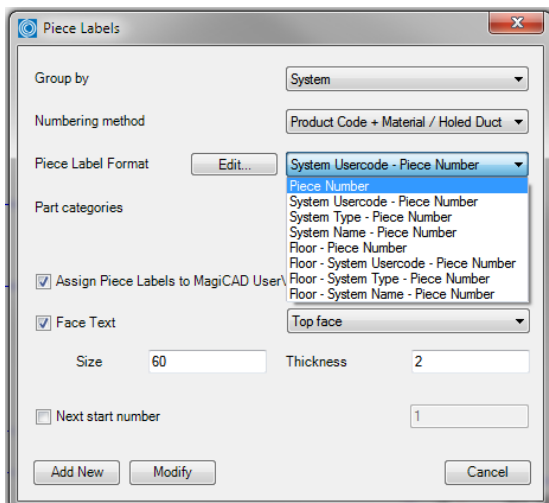 Piece Labels
Group by System
Numbering method Product Code + Material / Holed Duct
Piece Label Format Edit... System Usercode - Piece Number
Piece Number
System Usercode - Piece Number
Part categories
System Type - Piece Number
System Name - Piece Number
Floor - Piece Number
Floor - System Usercode - Piece Number
Assign Piece Labels to MagiCAD User\
Floor - System Type - Piece Number
Floor - System Name - Piece Number
Face Text Top face
Size 60 Thickness 2
Next start number 1
Add New Modify Cancel